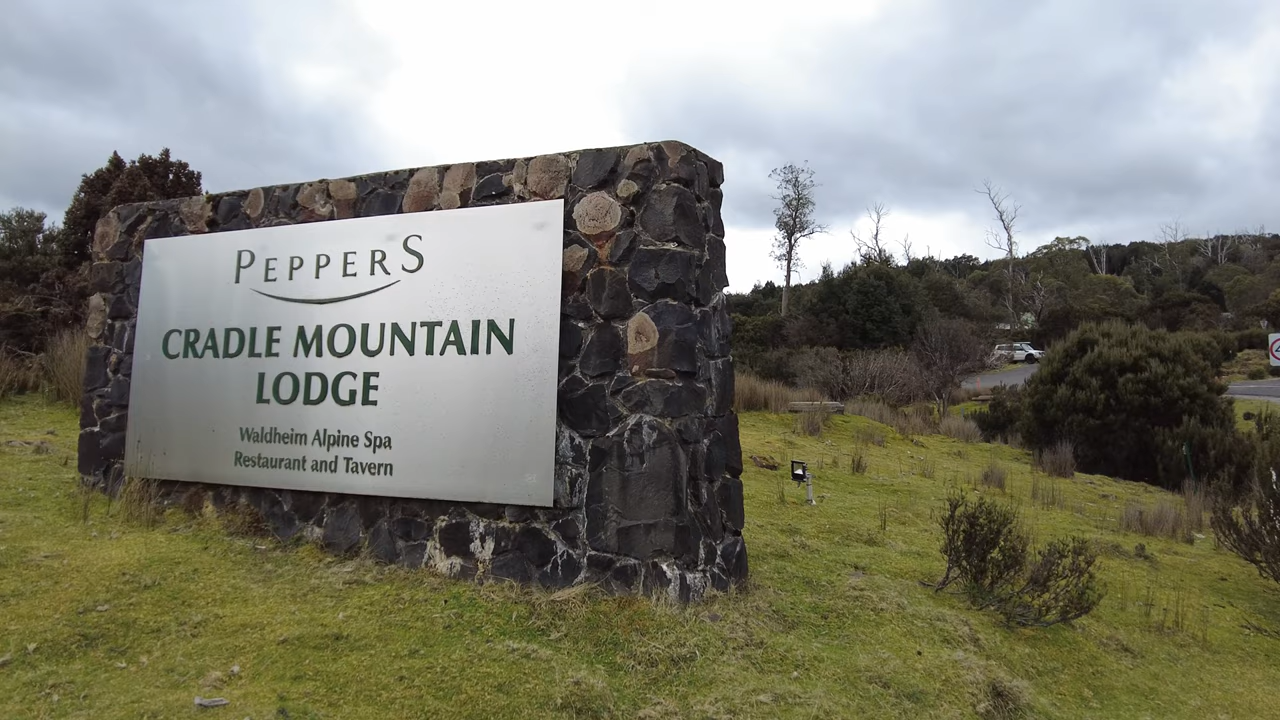 PEPPERS
CRADLE MOUNTAIN
LODGE
Waldheim Alpine Spa
Restaurant and Tavern